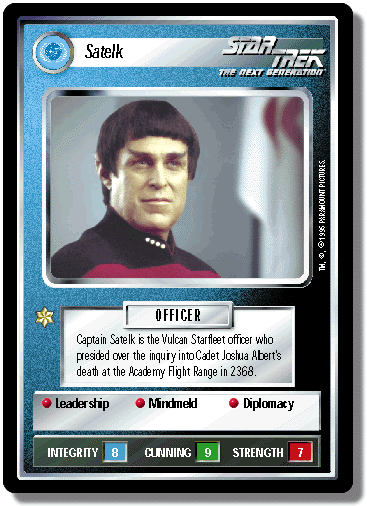 Satelk
STAR TREK
THE NEXT GENERATION
TM, ®, © 1995 PARAMOUNT PICTURES.
OFFICER
Captain Satelk is the Vulcan Starfleet officer who
presided over the inquiry into Cadet Joshua Albert's
death at the Academy Flight Range in 2368.
Leadership Mindmeld Diplomacy
INTEGRITY 8 CUNNING 9 STRENGTH 7